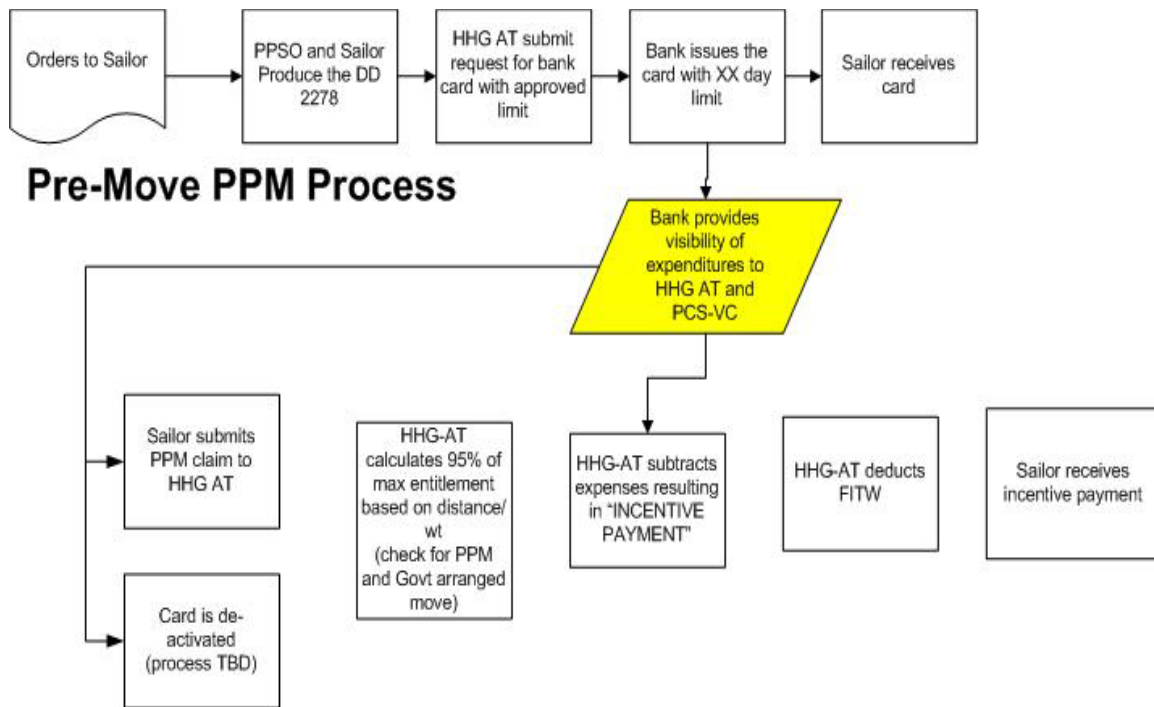 Orders to Sailor
PPSO and Sailor
Produce the DD
2278
HHG AT submit
request for bank
card with approved
limit
Bank issues the
card with XX day
limit
Sailor receives
card
Pre-Move PPM Process
Bank provides
visibility of
expenditures to
HHG AT and
PCS-VC
Sailor submits
PPM claim to
HHG AT
HHG-AT
calculates 95% of
max entitlement
based on distance/
wt
(check for PPM
and Govt arranged
move)
HHG-AT subtracts
expenses resulting
in “INCENTIVE
PAYMENT”
HHG-AT deducts
FITW
Sailor receives
incentive payment
Card is de-
activated
(process TBD)